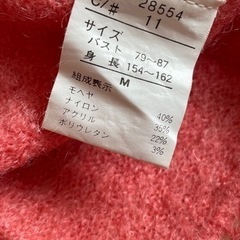 C/# 28554
11
サイズ
バスト 79~87
身長 154~162
M
組成表示
モヘヤ 40%
ナイロン 35%
アクリル 22%
ポリウレタン 3%